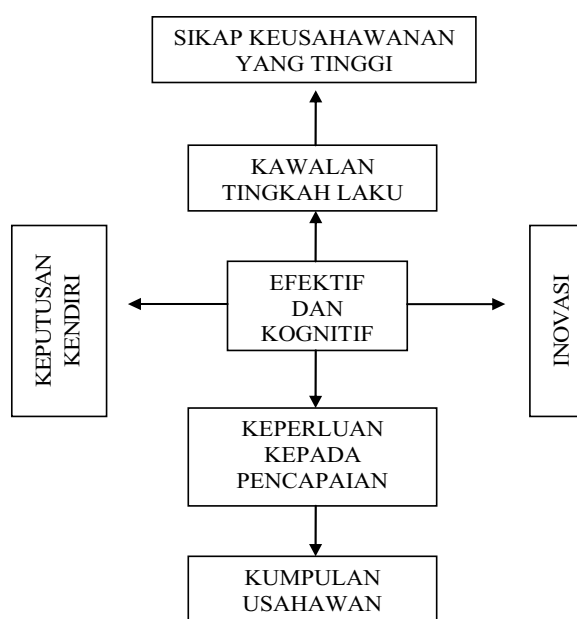 SIKAP KEUSAHAWANAN
YANG TINGGI
KAWALAN
TINGKAH LAKU
KEPUTUSAN
KENDIRI
EFEKTIF
DAN
KOGNITIF
INOVASI
KEPERLUAN
KEPADA
PENCAPAIAN
KUMPULAN
USAHAWAN